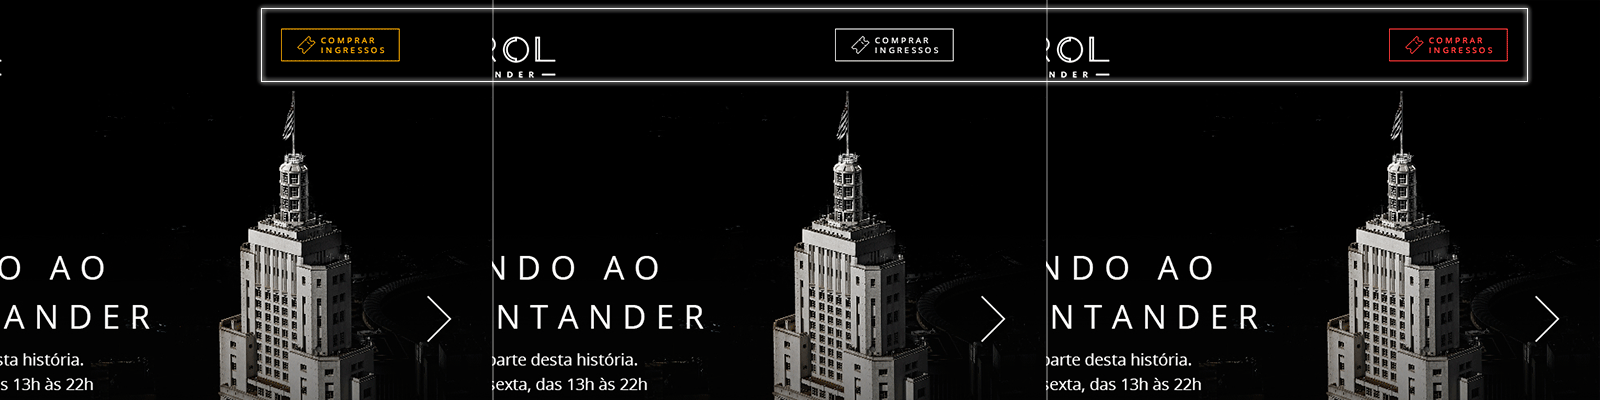 COMPRAR
INGRESSOS
O AO
ANDER
sta história.
s 13h às 22h
ROL
NDER
COMPRAR
INGRESSOS
NDO AO
NTANDER
parte desta história.
sexta, das 13h às 22h
ROL
ANDER
COMPRAR
INGRESSOS
NDO AO
NTANDER
parte desta história.
sexta, das 13h às 22h